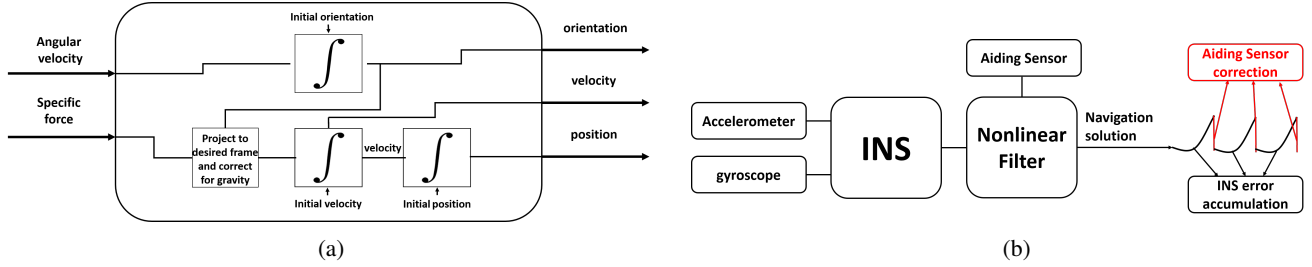 Initial orientation
Angular
velocity
orientation
∫
Specific
force
velocity
Project to
desired frame
and correct
for gravity
∫
velocity
∫
position
Initial velocity
Initial position
(a)
Aiding Sensor
Accelerometer
gyroscope
INS
Nonlinear
Filter
Navigation
solution
Aiding Sensor
correction
INS error
accumulation
(b)